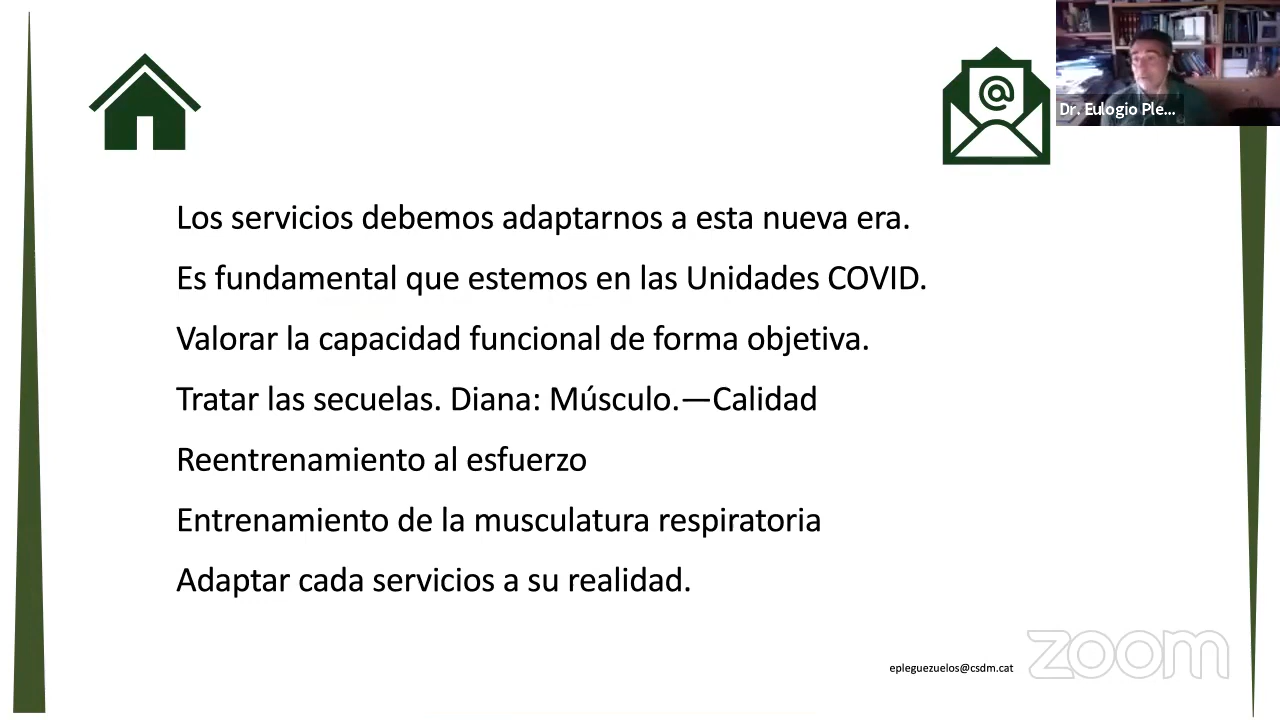 @
Dr. Eulogio Ple...
Los servicios debemos adaptarnos a esta nueva era.
Es fundamental que estemos en las Unidades COVID.
Valorar la capacidad funcional de forma objetiva.
Tratar las secuelas. Diana: Músculo.—Calidad
Reentrenamiento al esfuerzo
Entrenamiento de la musculatura respiratoria
Adaptar cada servicios a su realidad.
epleguezuelos@csdm.cat
zoom